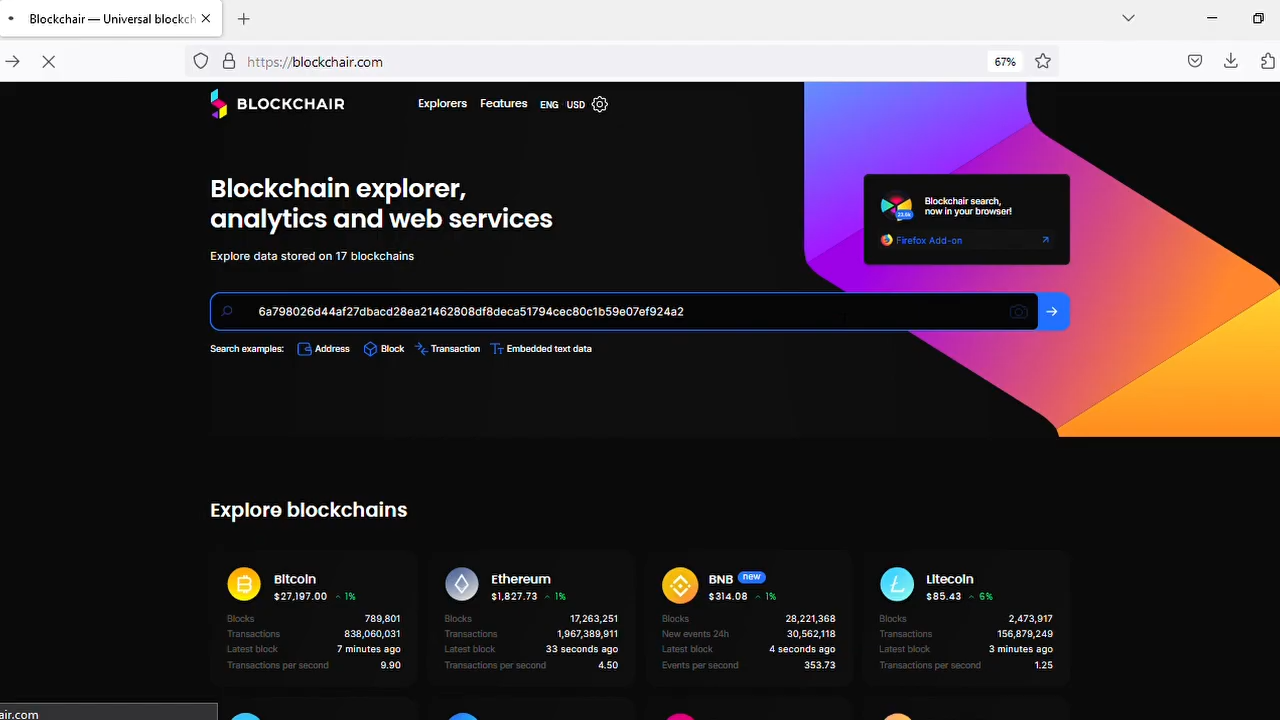 Blockchair — Universal blockch
https://blockchair.com
67%
BLOCKCHAIR
Explorers
Features
ENG
USD
Blockchain explorer,
analytics and web services
Explore data stored on 17 blockchains
Blockchain search,
now in your browser!
23.6k
Firefox Add-on
6a798026d44af27dbacd28ea21462808df8deca51794cec80c1b59e07ef924a2
Search examples:
Address
Block
Transaction
Embedded text data
Explore blockchains
Bitcoin
$27,197.00
1%
Blocks 789,801
Transactions 838,060,031
Latest block 7 minutes ago
Transactions per second 9.90
Ethereum
$1,827.73
1%
Blocks 17,263,251
Transactions 1,967,389,911
Latest block 33 seconds ago
Transactions per second 4.50
BNB new
$314.08
1%
Blocks 28,221,368
New events 24h 30,562,118
Latest block 4 seconds ago
Events per second 353.73
Litecoin
$85.43
6%
Blocks 2,473,917
Transactions 156,879,249
Latest block 3 minutes ago
Transactions per second 1.25
air.com